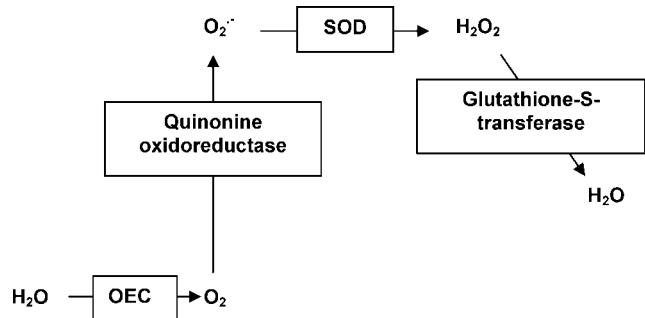 O₂·⁻
SOD
H₂O₂
Quinonine
oxidoreductase
Glutathione-S-
transferase
H₂O
H₂O
OEC
O₂